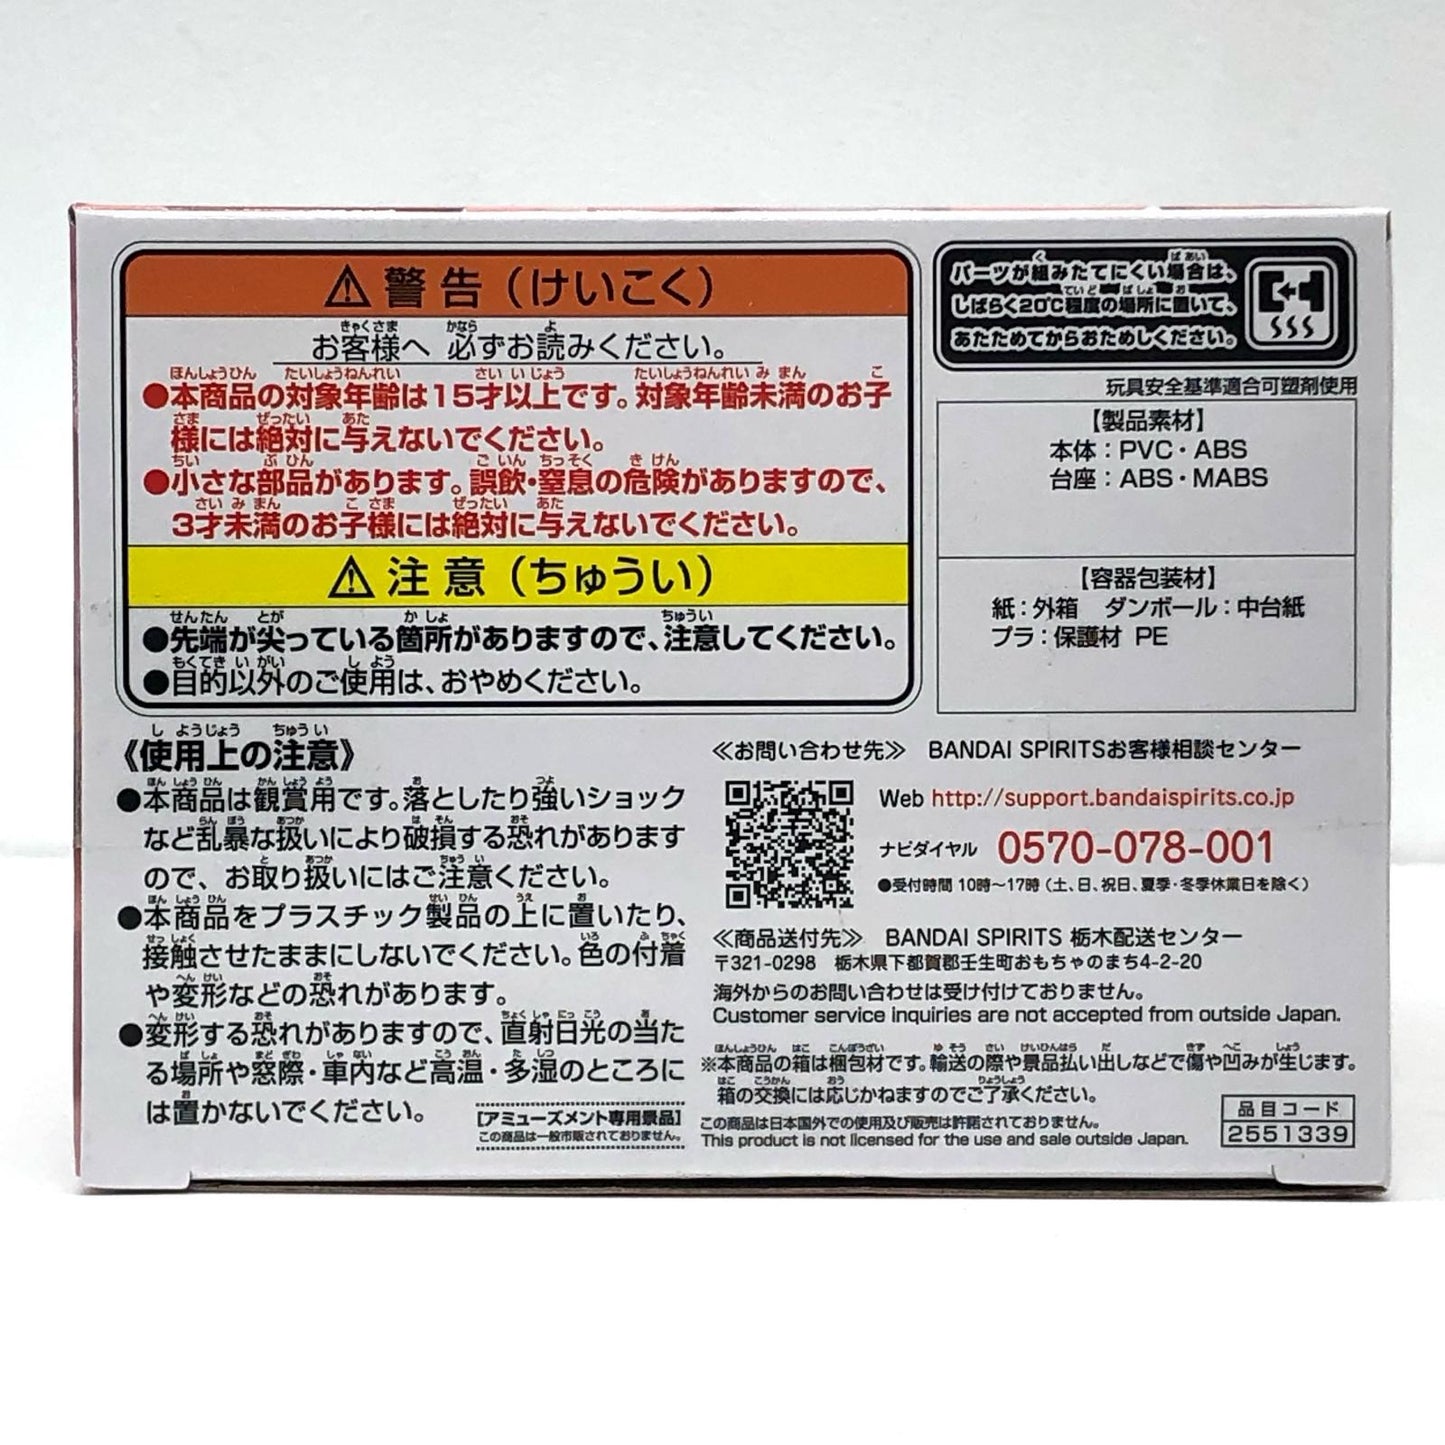 ⚠警告（けいこく）
お客様へ 必ずお読みください。
●本商品の対象年齢は15才以上です。対象年齢未満のお子
様には絶対に与えないでください。
●小さな部品があります。誤飲・窒息の危険がありますので、
3才未満のお子様には絶対に与えないでください。
⚠注意（ちゅうい）
●先端が尖っている箇所がありますので、注意してください。
●目的以外のご使用は、おやめください。
パーツが組みたてにくい場合は、
しばらく20℃程度の場所に置いて、
あたためてからおためしください。
玩具安全基準適合可塑剤使用
【製品素材】
本体：PVC・ABS
台座：ABS・MABS
【容器包装材】
紙：外箱 ダンボール：中台紙
プラ：保護材 PE
《使用上の注意》
●本商品は観賞用です。落としたり強いショック
など乱暴な扱いにより破損する恐れがあります
ので、お取り扱いにはご注意ください。
●本商品をプラスチック製品の上に置いたり、
接触させたままにしないでください。色の付着
や変形などの恐れがあります。
●変形する恐れがありますので、直射日光の当た
る場所や窓際・車内など高温・多湿のところに
は置かないでください。
[アミューズメント専用景品]
この商品は一般市販されておりません。
≪お問い合わせ先≫ BANDAI SPIRITSお客様相談センター
Web http://support.bandaispirits.co.jp
ナビダイヤル 0570-078-001
●受付時間 10時〜17時（土、日、祝日、夏季・冬季休業日を除く）
≪商品送付先≫ BANDAI SPIRITS 栃木配送センター
〒321-0298 栃木県下都賀郡壬生町おもちゃのまち4-2-20
海外からのお問い合わせは受け付けておりません。
Customer service inquiries are not accepted from outside Japan.
※本商品の箱は梱包材です。輸送の際や景品払い出しなどで傷や凹みが生じます。
箱の交換には応じかねますのでご了承ください。
この商品は日本国外での使用及び販売は許諾されておりません。
This product is not licensed for the use and sale outside Japan.
品目コード
2551339